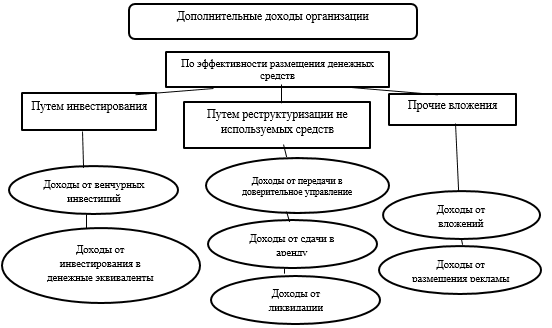 Дополнительные доходы организации
По эффективности размещения денежных
средств
Путем инвестирования
Путем реструктуризации не
используемых средств
Прочие вложения
Доходы от венчурных
инвестиций
Доходы от
инвестирования в
денежные эквиваленты
Доходы от передачи в
доверительное управление
Доходы от сдачи в
аренду
Доходы от
ликвидации
Доходы от
вложений
Доходы от
размещения рекламы